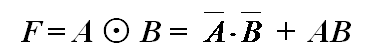 F = A ⊙ B = A̅·B̅ + AB